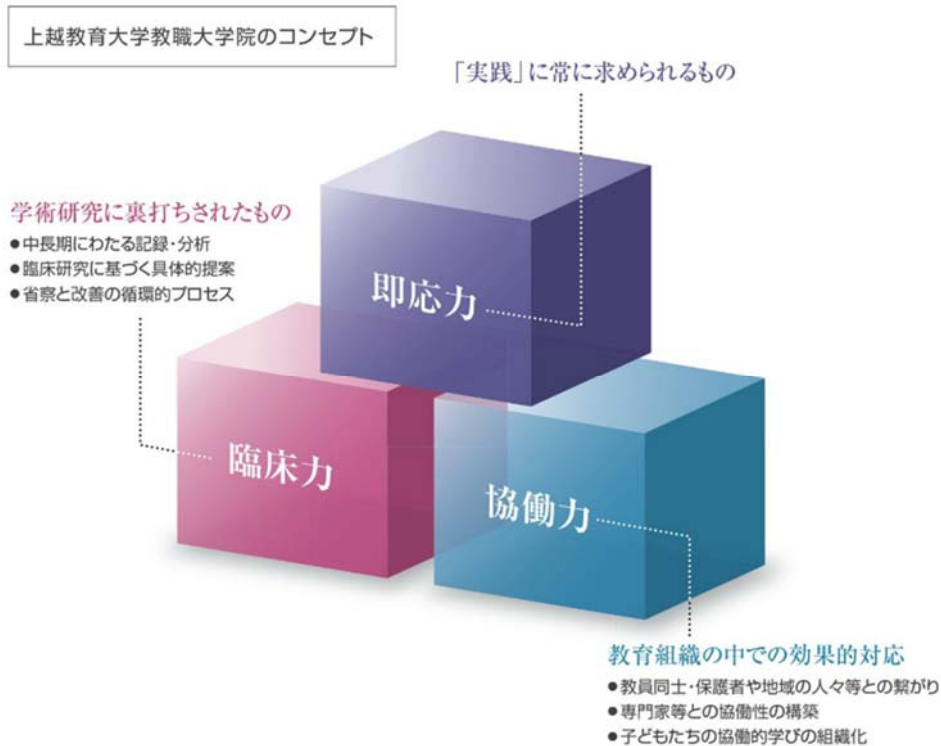 上越教育大学教職大学院のコンセプト
「実践」に常に求められるもの
学術研究に裏打ちされたもの
●中長期にわたる記録・分析
●臨床研究に基づく具体的提案
●省察と改善の循環的プロセス
即応力
臨床力
協働力
教育組織の中での効果的対応
●教員同士・保護者や地域の人々等との繋がり
●専門家等との協働性の構築
●子どもたちの協働的学びの組織化